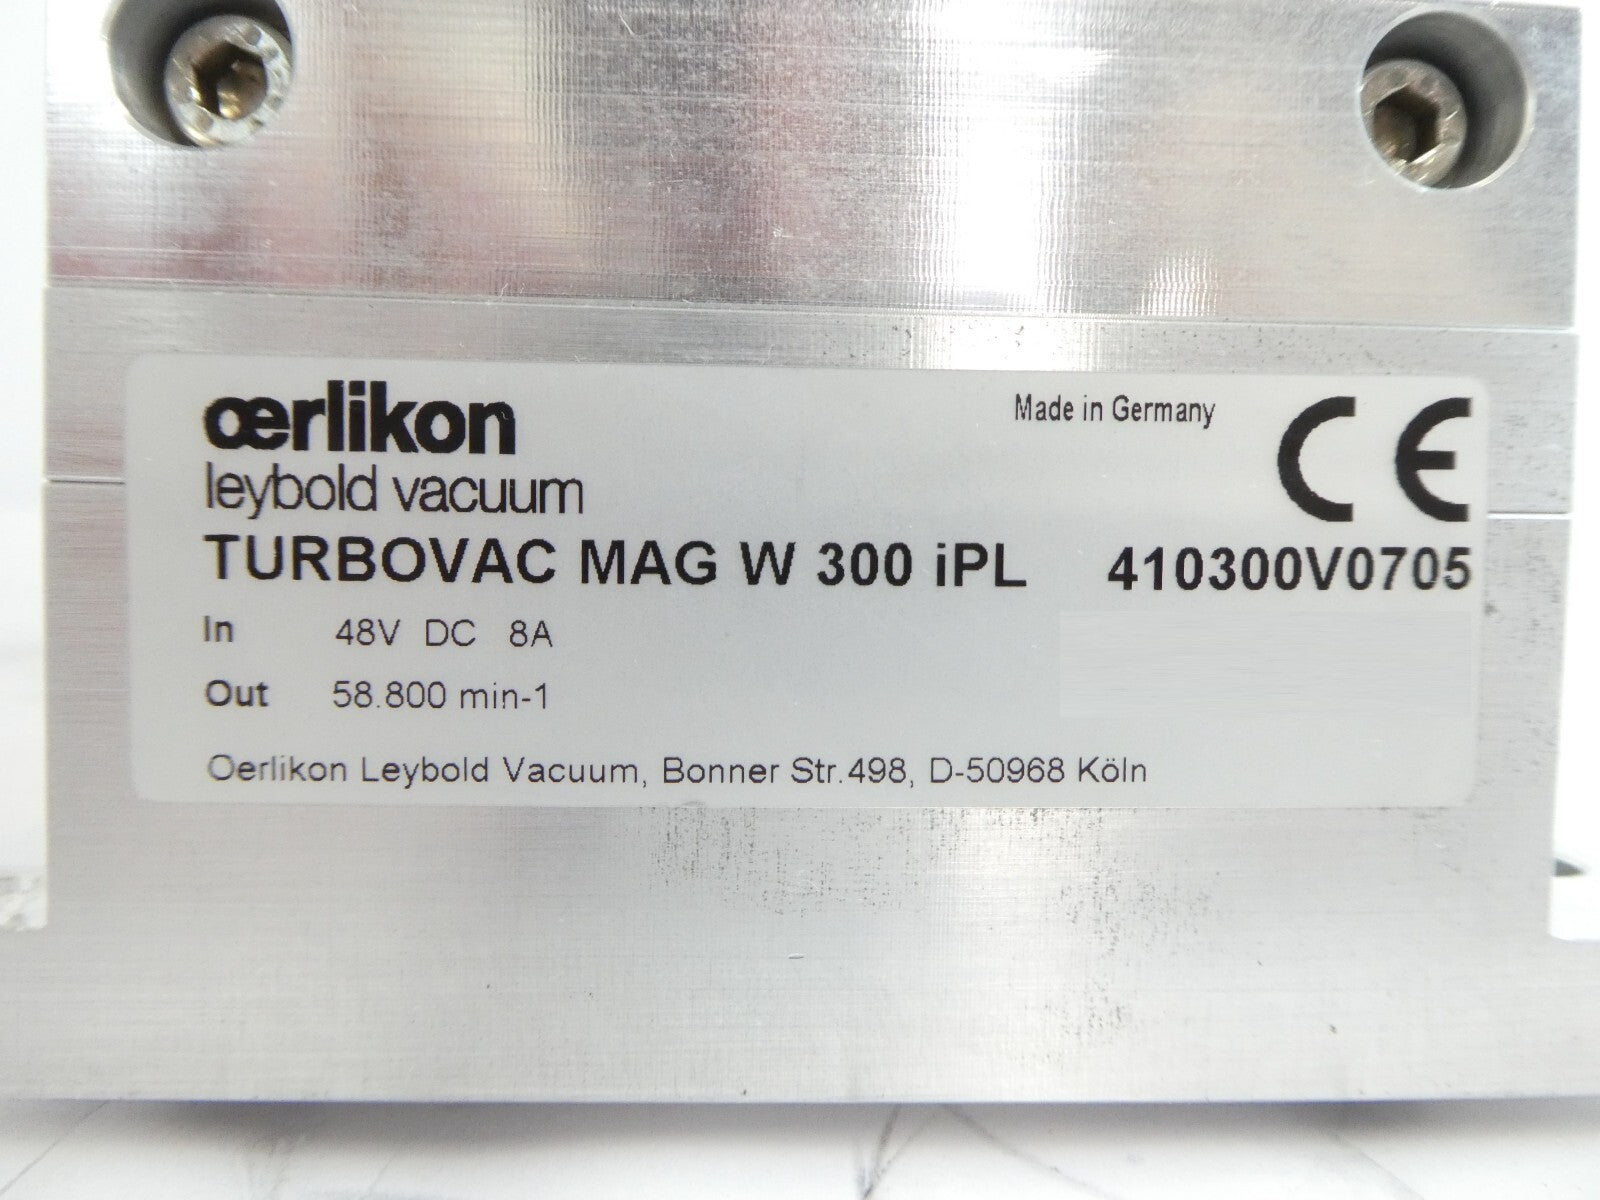 œrlikon
leybold vacuum
Made in Germany CE
TURBOVAC MAG W 300 iPL 410300V0705
In 48V DC 8A
Out 58.800 min-1
Oerlikon Leybold Vacuum, Bonner Str.498, D-50968 Köln